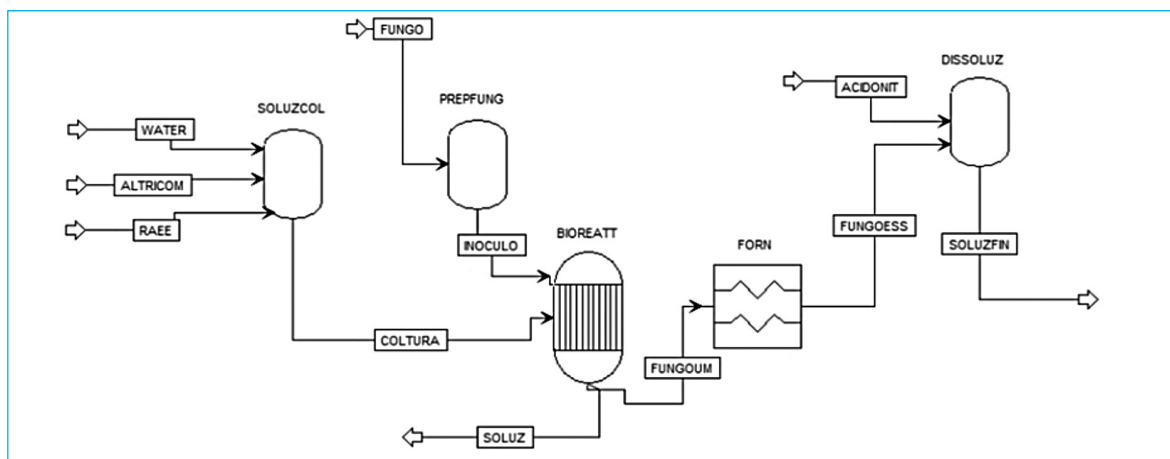 FUNGO
DISSOLUZ
ACIDONIT
PREPFUNG
SOLUZCOL
WATER
ALTRICOM
RAEE
INOCULO
BIOREATT
FORN
FUNGOESS
SOLUZFIN
COLTURA
FUNGOUM
SOLUZ